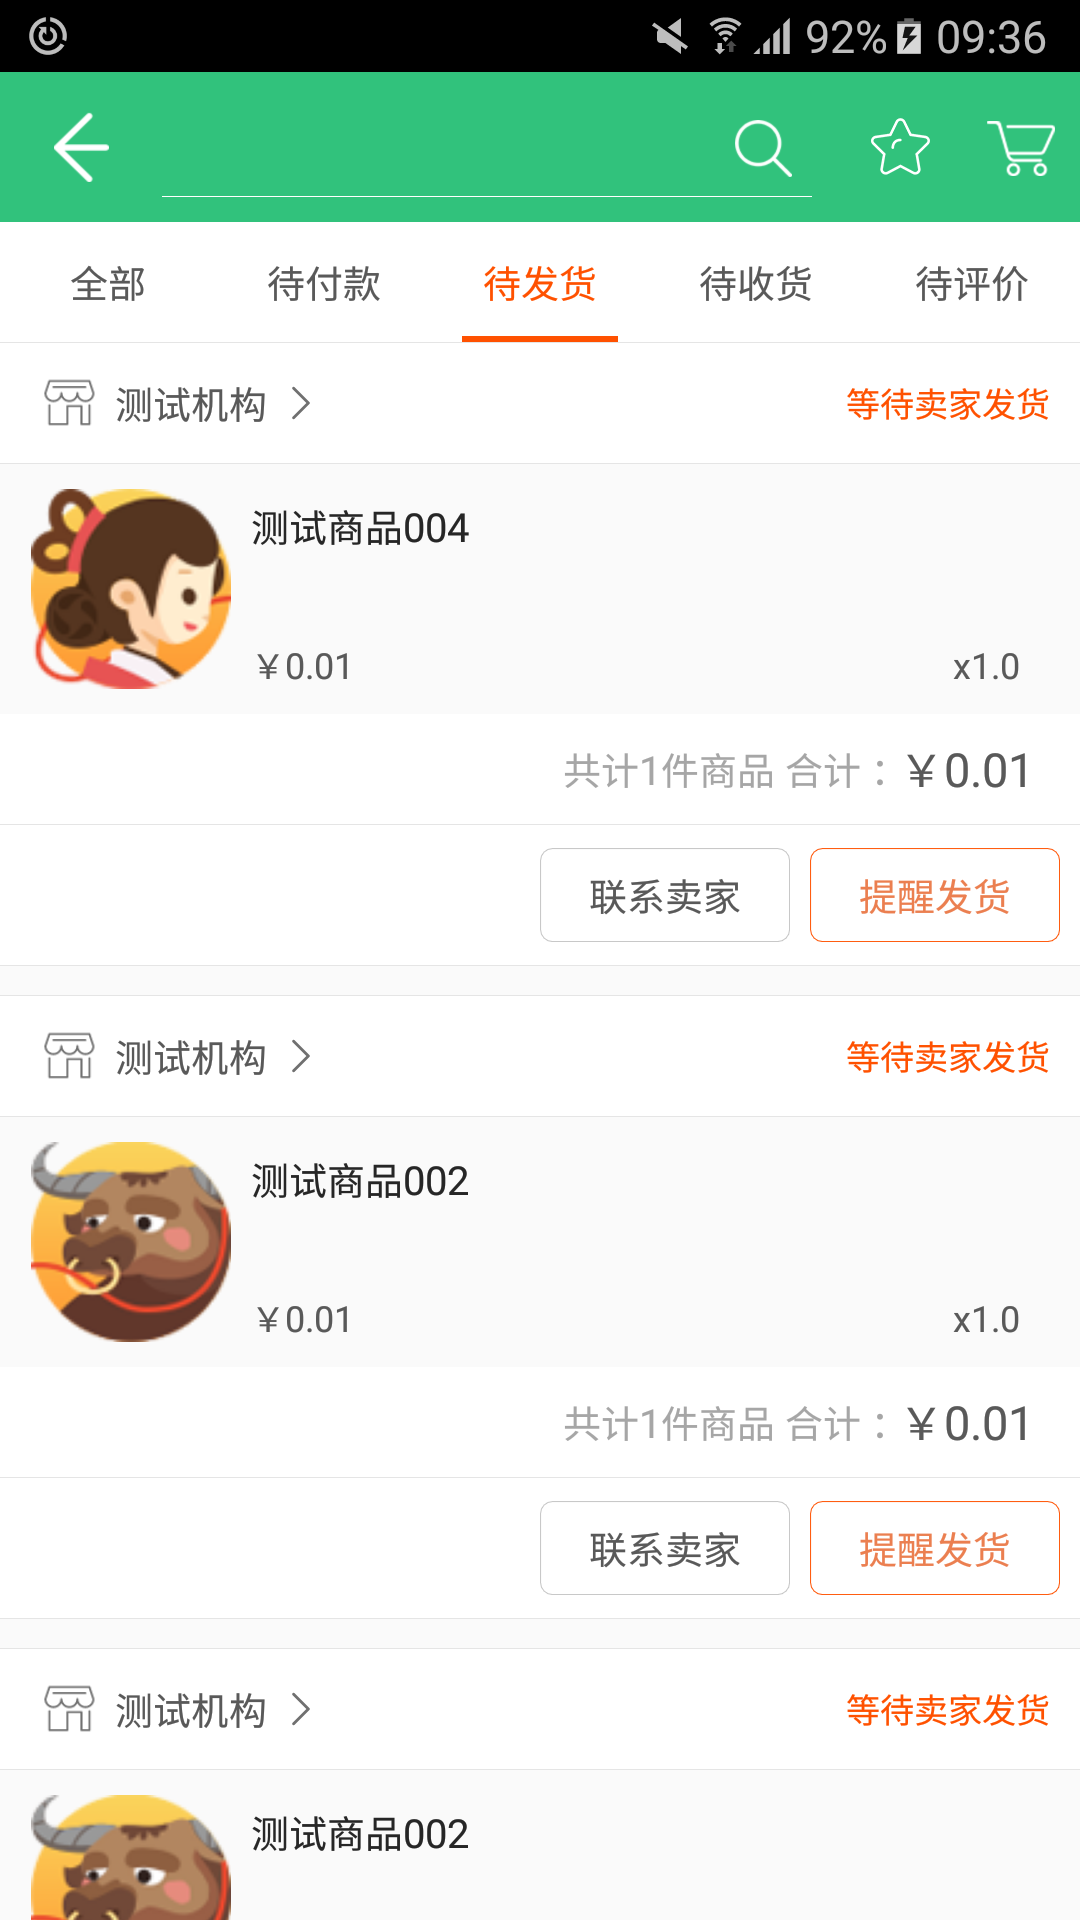 92% 09:36
全部 待付款 待发货 待收货 待评价
测试机构 等待卖家发货
测试商品004
￥0.01 x1.0
共计1件商品 合计：￥0.01
联系卖家 提醒发货
测试机构 等待卖家发货
测试商品002
￥0.01 x1.0
共计1件商品 合计：￥0.01
联系卖家 提醒发货
测试机构 等待卖家发货
测试商品002